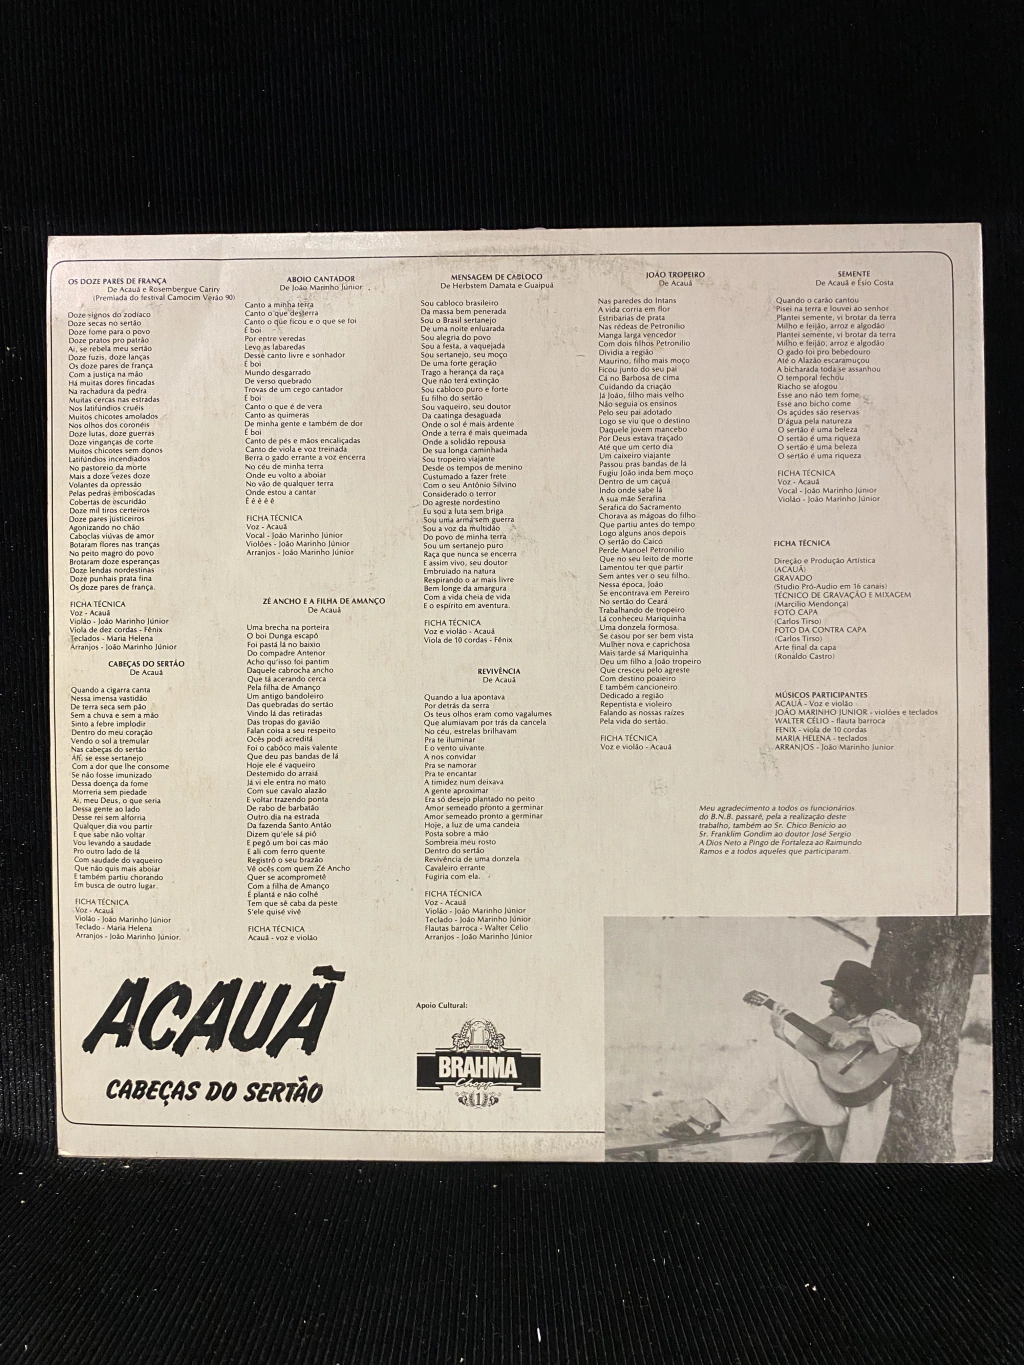 OS DOZE PARES DE FRANÇA
De Acauã e Rosembergue Cariry
(Premiada do festival Camocim Verão 90)
Doze signos do zodíaco
Doze secas no sertão
Doze fome para o povo
Doze pratos pro patrão
Ai, se rebela meu sertão
Doze fuzis, doze lanças
Os doze pares de frança
Com a justiça na mão
Há muitas dores fincadas
Na rachadura da pedra
Muitas cercas nas estradas
Nos latifúndios cruéis
Muitos chicotes amolados
Nos olhos dos coronéis
Doze lutas, doze guerras
Doze vinganças de corte
Muitos chicotes sem donos
Latifúndios incendiados
No pastoreio da morte
Mais a doze vezes doze
Volantes da opressão
Pelas pedras emboscadas
Cobertas de escuridão
Doze mil tiros certeiros
Doze pares justiceiros
Agonizando no chão
Caboclas viúvas de amor
Botaram flores nas tranças
No peito magro do povo
Brotaram doze esperanças
Doze lendas nordestinas
Doze punhais prata fina
Os doze pares de frança.
FICHA TÉCNICA
Voz - Acauã
Violão - João Marinho Júnior
Viola de dez cordas - Fênix
Teclados - Maria Helena
Arranjos - João Marinho Júnior.
CABEÇAS DO SERTÃO
De Acauã
Quando a cigarra canta
Nessa imensa vastidão
De terra seca sem pão
Sem a chuva e sem a mão
Sinto a febre implodir
Dentro do meu coração
Vendo o sol a tremular
Nas cabeças do sertão
Ah, se esse sertanejo
Com a dor que lhe consome
Se não fosse imunizado
Dessa doença da fome
Morreria sem piedade
Ai, meu Deus, o que seria
Dessa gente ao lado
Desse rei sem alforria
Qualquer dia vou partir
E que sabe não voltar
Vou levando a saudade
Pro outro lado de lá
Com saudade do vaqueiro
Que não quis mais aboiar
E também partiu chorando
Em busca de outro lugar.
FICHA TÉCNICA
Voz - Acauã
Violão - João Marinho Júnior
Teclado - Maria Helena
Arranjos - João Marinho Júnior.
ABOIO CANTADOR
De João Marinho Júnior
Canto a minha terra
Canto o que desterra
Canto o que ficou e o que se foi
É boi
Por entre veredas
Levo as labaredas
Desse canto livre e sonhador
É boi
Mundo desgarrado
De verso quebrado
Trovas de um cego cantador
É boi
Canto o que é de vera
Canto as quimeras
De minha gente e também de dor
É boi
Canto de pés e mãos encaliçadas
Canto de viola e voz treinada
Berra o gado errante a voz encerra
No céu de minha terra
Onde eu volto a aboiar
No vão de qualquer terra
Onde estou a cantar
Ê ê ê ê ê
FICHA TÉCNICA
Voz - Acauã
Vocal - João Marinho Júnior
Violões - João Marinho Júnior
Arranjos - João Marinho Júnior
ZÉ ANCHO E A FILHA DE AMANÇO
De Acauã
Uma brecha na porteira
O boi Dunga escapô
Foi pastá lá no baixio
Do compadre Antenor
Acho qu'isso foi pantim
Daquele cabrocha ancho
Que tá acerando cerca
Pela filha de Amanço
Um antigo bandoleiro
Das quebradas do sertão
Vindo lá das retiradas
Das tropas do gavião
Falan coisa a seu respeito
Ocês podi acreditá
Foi o cabôco mais valente
Que deu pas bandas de lá
Hoje ele é vaqueiro
Destemido do arraiá
Já vi ele entra no mato
Com sue cavalo alazão
E voltar trazendo ponta
De rabo de barbatão
Outro dia na estrada
Da fazenda Santo Antão
Dizem qu'ele sá pió
E pegô um boi cas mão
E ali com ferro quente
Registrô o seu brazão
Vê ocês com quem Zé Ancho
Quer se acomprometê
Com a filha de Amanço
É plantá e não colhê
Tem que sê caba da peste
S'ele quisé vivê
FICHA TÉCNICA
Acauã - voz e violão
MENSAGEM DE CABLOCO
De Herbstem Damata e Guaipuã
Sou cabloco brasileiro
Da massa bem penerada
Sou o Brasil sertanejo
De uma noite enluarada
Sou alegria do povo
Sou a festa, a vaquejada
Sou sertanejo, seu moço
De uma forte geração
Trago a herança da raça
Que não terá extinção
Sou cabloco puro e forte
Eu filho do sertão
Sou vaqueiro, seu doutor
Da caatinga desaguada
Onde o sol é mais ardente
Onde a terra é mais queimada
Onde a solidão repousa
De sua longa caminhada
Sou tropeiro viajante
Desde os tempos de menino
Custumado a fazer frete
Com o seu Antônio Silvino
Considerado o terror
Do agreste nordestino
Eu sou a luta sem briga
Sou uma arma sem guerra
Sou a voz da multidão
Do povo de minha terra
Sou um sertanejo puro
Raça que nunca se encerra
E assim vivo, seu doutor
Embruiado na natura
Respirando o ar mais livre
Bem longe da amargura
Com a vida cheia de vida
E o espírito em aventura.
FICHA TÉCNICA
Voz e violão - Acauã
Viola de 10 cordas - Fênix
REVIVÊNCIA
De Acauã
Quando a lua apontava
Por detrás da serra
Os teus olhos eram como vagalumes
Que alumiavam por trás da cancela
No céu, estrelas brilhavam
Pra te iluminar
E o vento uivante
A nos convidar
Pra se namorar
Pra te encantar
A timidez num deixava
A gente aproximar
Era só desejo plantado no peito
Amor semeado pronto a germinar
Amor semeado pronto a germinar
Hoje, a luz de uma candeia
Posta sobre a mão
Sombreia meu rosto
Dentro do sertão
Revivência de uma donzela
Cavaleiro errante
Fugiria com ela.
FICHA TÉCNICA
Voz - Acauã
Violão - João Marinho Júnior
Teclado - João Marinho Júnior
Flautas barroca - Walter Célio
Arranjos - João Marinho Júnior
JOÃO TROPEIRO
De Acauã
Nas paredes do Intans
A vida corria em flor
Estribarias de prata
Nas rédeas de Petronilio
Manga larga vencedor
Com dois filhos Petronilio
Dividia a região
Maurino, filho mais moço
Ficou junto do seu pai
Cá no Barbosa de cima
Cuidando da criação
Já João, filho mais velho
Não seguia os ensinos
Pelo seu pai adotado
Logo se viu que o destino
Daquele jovem mancebo
Por Deus estava traçado
Até que um certo dia
Um caixeiro viajante
Passou pras bandas de lá
Fugiu João inda bem moço
Dentro de um caçuá
Indo onde sabe lá
A sua mãe Serafina
Serafica do Sacramento
Chorava as mágoas do filho
Que partiu antes do tempo
Logo alguns anos depois
O sertão do Caicó
Perde Manoel Petronilio
Que no seu leito de morte
Lamentou ter que partir
Sem antes ver o seu filho.
Nessa época, João
Se encontrava em Pereiro
No sertão do Ceará
Trabalhando de tropeiro
Lá conheceu Mariquinha
Uma donzela formosa.
Se casou por ser bem vista
Mulher nova e caprichosa
Mais tarde sá Mariquinha
Deu um filho a João tropeiro
Que cresceu pelo agreste
Com destino poaieiro
E também cancioneiro
Dedicado a região
Repentista e violeiro
Falando as nossas raízes
Pela vida do sertão.
FICHA TÉCNICA
Voz e violão - Acauã
SEMENTE
De Acauã e Esio Costa
Quando o carão cantou
Pisei na terra e louvei ao senhor
Plantei semente, vi brotar da terra
Milho e feijão, arroz e algodão
Plantei semente, vi brotar da terra
Milho e feijão, arroz e algodão
O gado foi pro bebedouro
Até o Alazão escaramuçou
A bicharada toda se assanhou
O temporal fechou
Riacho se afogou
Esse ano não tem fome
Esse ano bicho come
Os açudes são reservas
D'água pela natureza
O sertão é uma beleza
O sertão é uma riqueza
O sertão é uma beleza
O sertão é uma riqueza
FICHA TÉCNICA
Voz - Acauã
Vocal - João Marinho Júnior
Violão - João Marinho Júnior
FICHA TÉCNICA
Direção e Produção Artística
(ACAUÃ)
GRAVADO
(Studio Pró-Audio em 16 canais)
TÉCNICO DE GRAVAÇÃO E MIXAGEM
(Marcílio Mendonça)
FOTO CAPA
(Carlos Tirso)
FOTO DA CONTRA CAPA
(Carlos Tirso)
Arte final da capa
(Ronaldo Castro)
MÚSICOS PARTICIPANTES
ACAUÃ - Voz e violão
JOÃO MARINHO JUNIOR - violões e teclados
WALTER CÉLIO - flauta barroca
FENIX - viola de 10 cordas
MARIA HELENA - teclados
ARRANJOS - João Marinho Junior
Meu agradecimento a todos os funcionários
do B.N.B. passaré, pela a realização deste
trabalho, também ao Sr. Chico Benicio ao
Sr. Franklim Gondim ao doutor José Sergio
A Dios Neto a Pingo de Fortaleza ao Raimundo
Ramos e a todos aqueles que participaram.
ACAUÃ
CABEÇAS DO SERTÃO
Apoio Cultural:
BRAHMA
Chopp
1